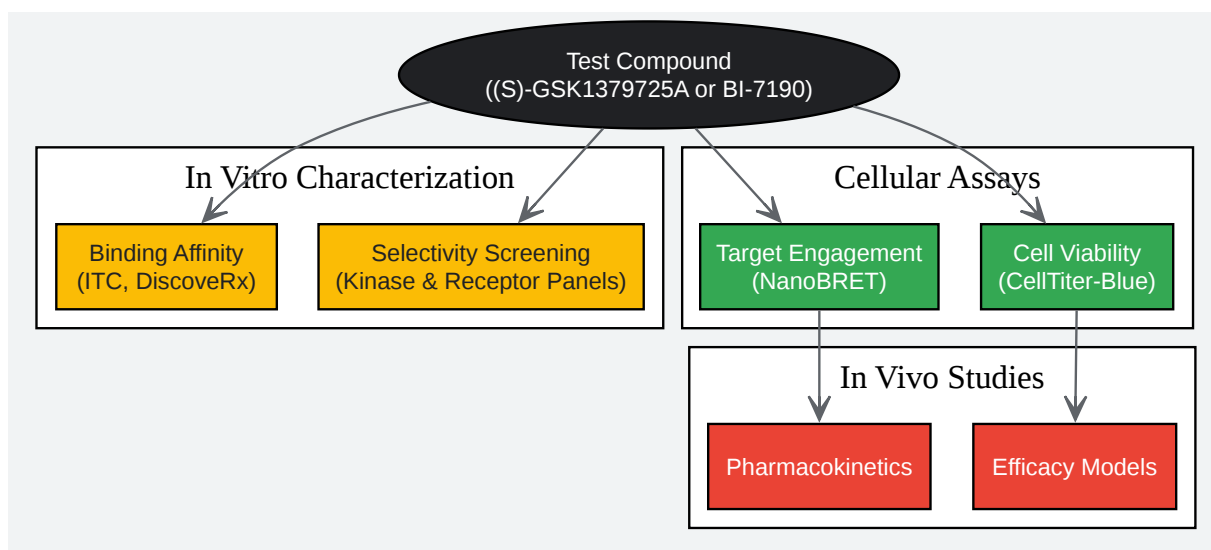 Test Compound
((S)-GSK1379725A or BI-7190)
In Vitro Characterization
Binding Affinity
(ITC, DiscoveRx)
Selectivity Screening
(Kinase & Receptor Panels)
Cellular Assays
Target Engagement
(NanoBRET)
Cell Viability
(CellTiter-Blue)
In Vivo Studies
Pharmacokinetics
Efficacy Models